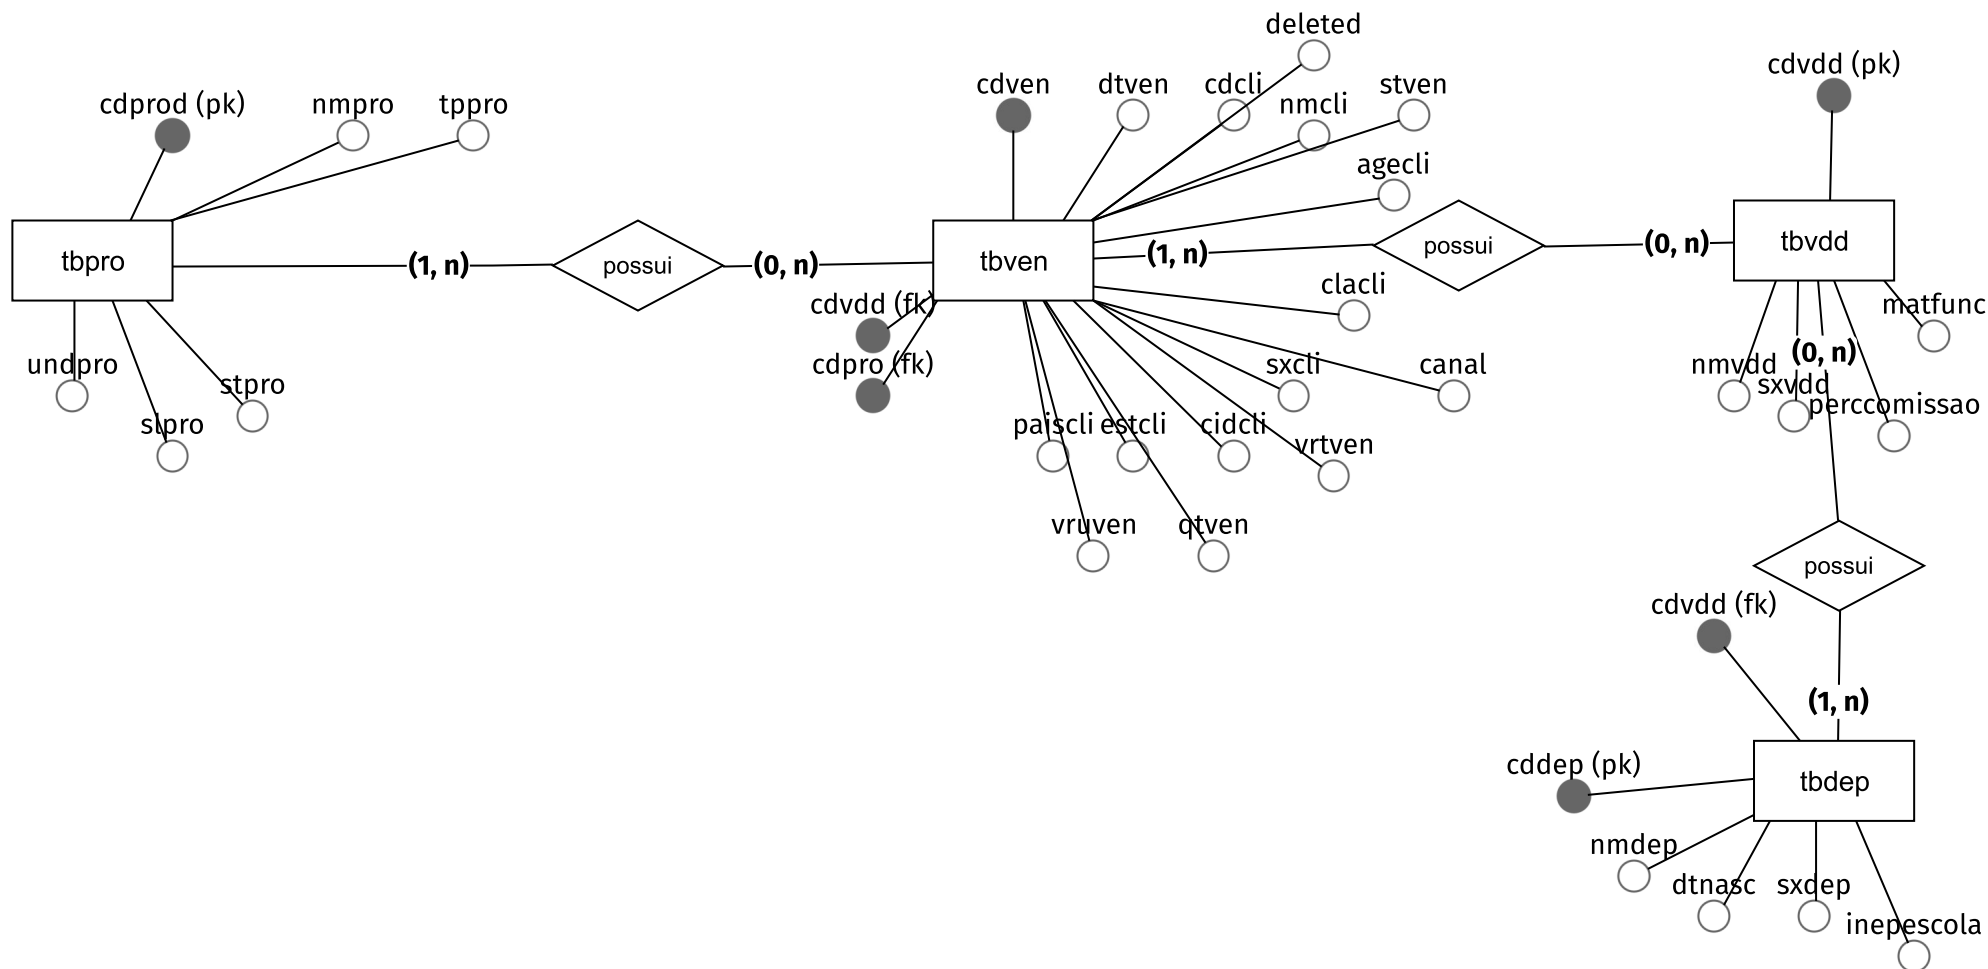 deleted
cdvdd (pk)
cdven
dtven
cdcli
stven
cdprod (pk)
nmpro
tppro
nmcli
agecli
tbpro
(1, n)
possui
(0, n)
tbven
(1, n)
possui
(0, n)
tbvdd
clacli
cdvdd (fk)
matfunc
cdpro (fk)
undpro
stpro
slpro
sxcli
canal
nmvdd
(0, n)
sxvdd
perccomissao
paiscli
estcli
cidcli
vrtven
vruven
qtven
possui
cdvdd (fk)
(1, n)
cddep (pk)
tbdep
nmdep
dtnasc
sxdep
inepescola